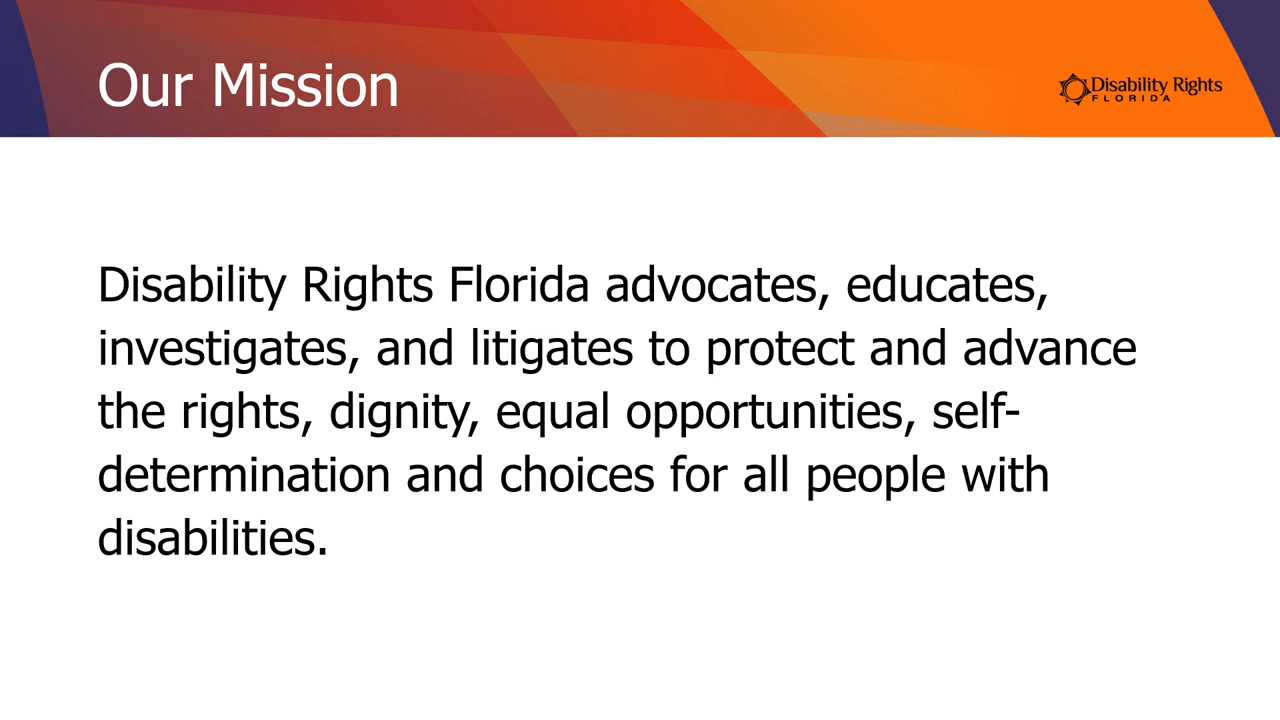 Our Mission
Disability Rights
FLORIDA
Disability Rights Florida advocates, educates,
investigates, and litigates to protect and advance
the rights, dignity, equal opportunities, self-
determination and choices for all people with
disabilities.